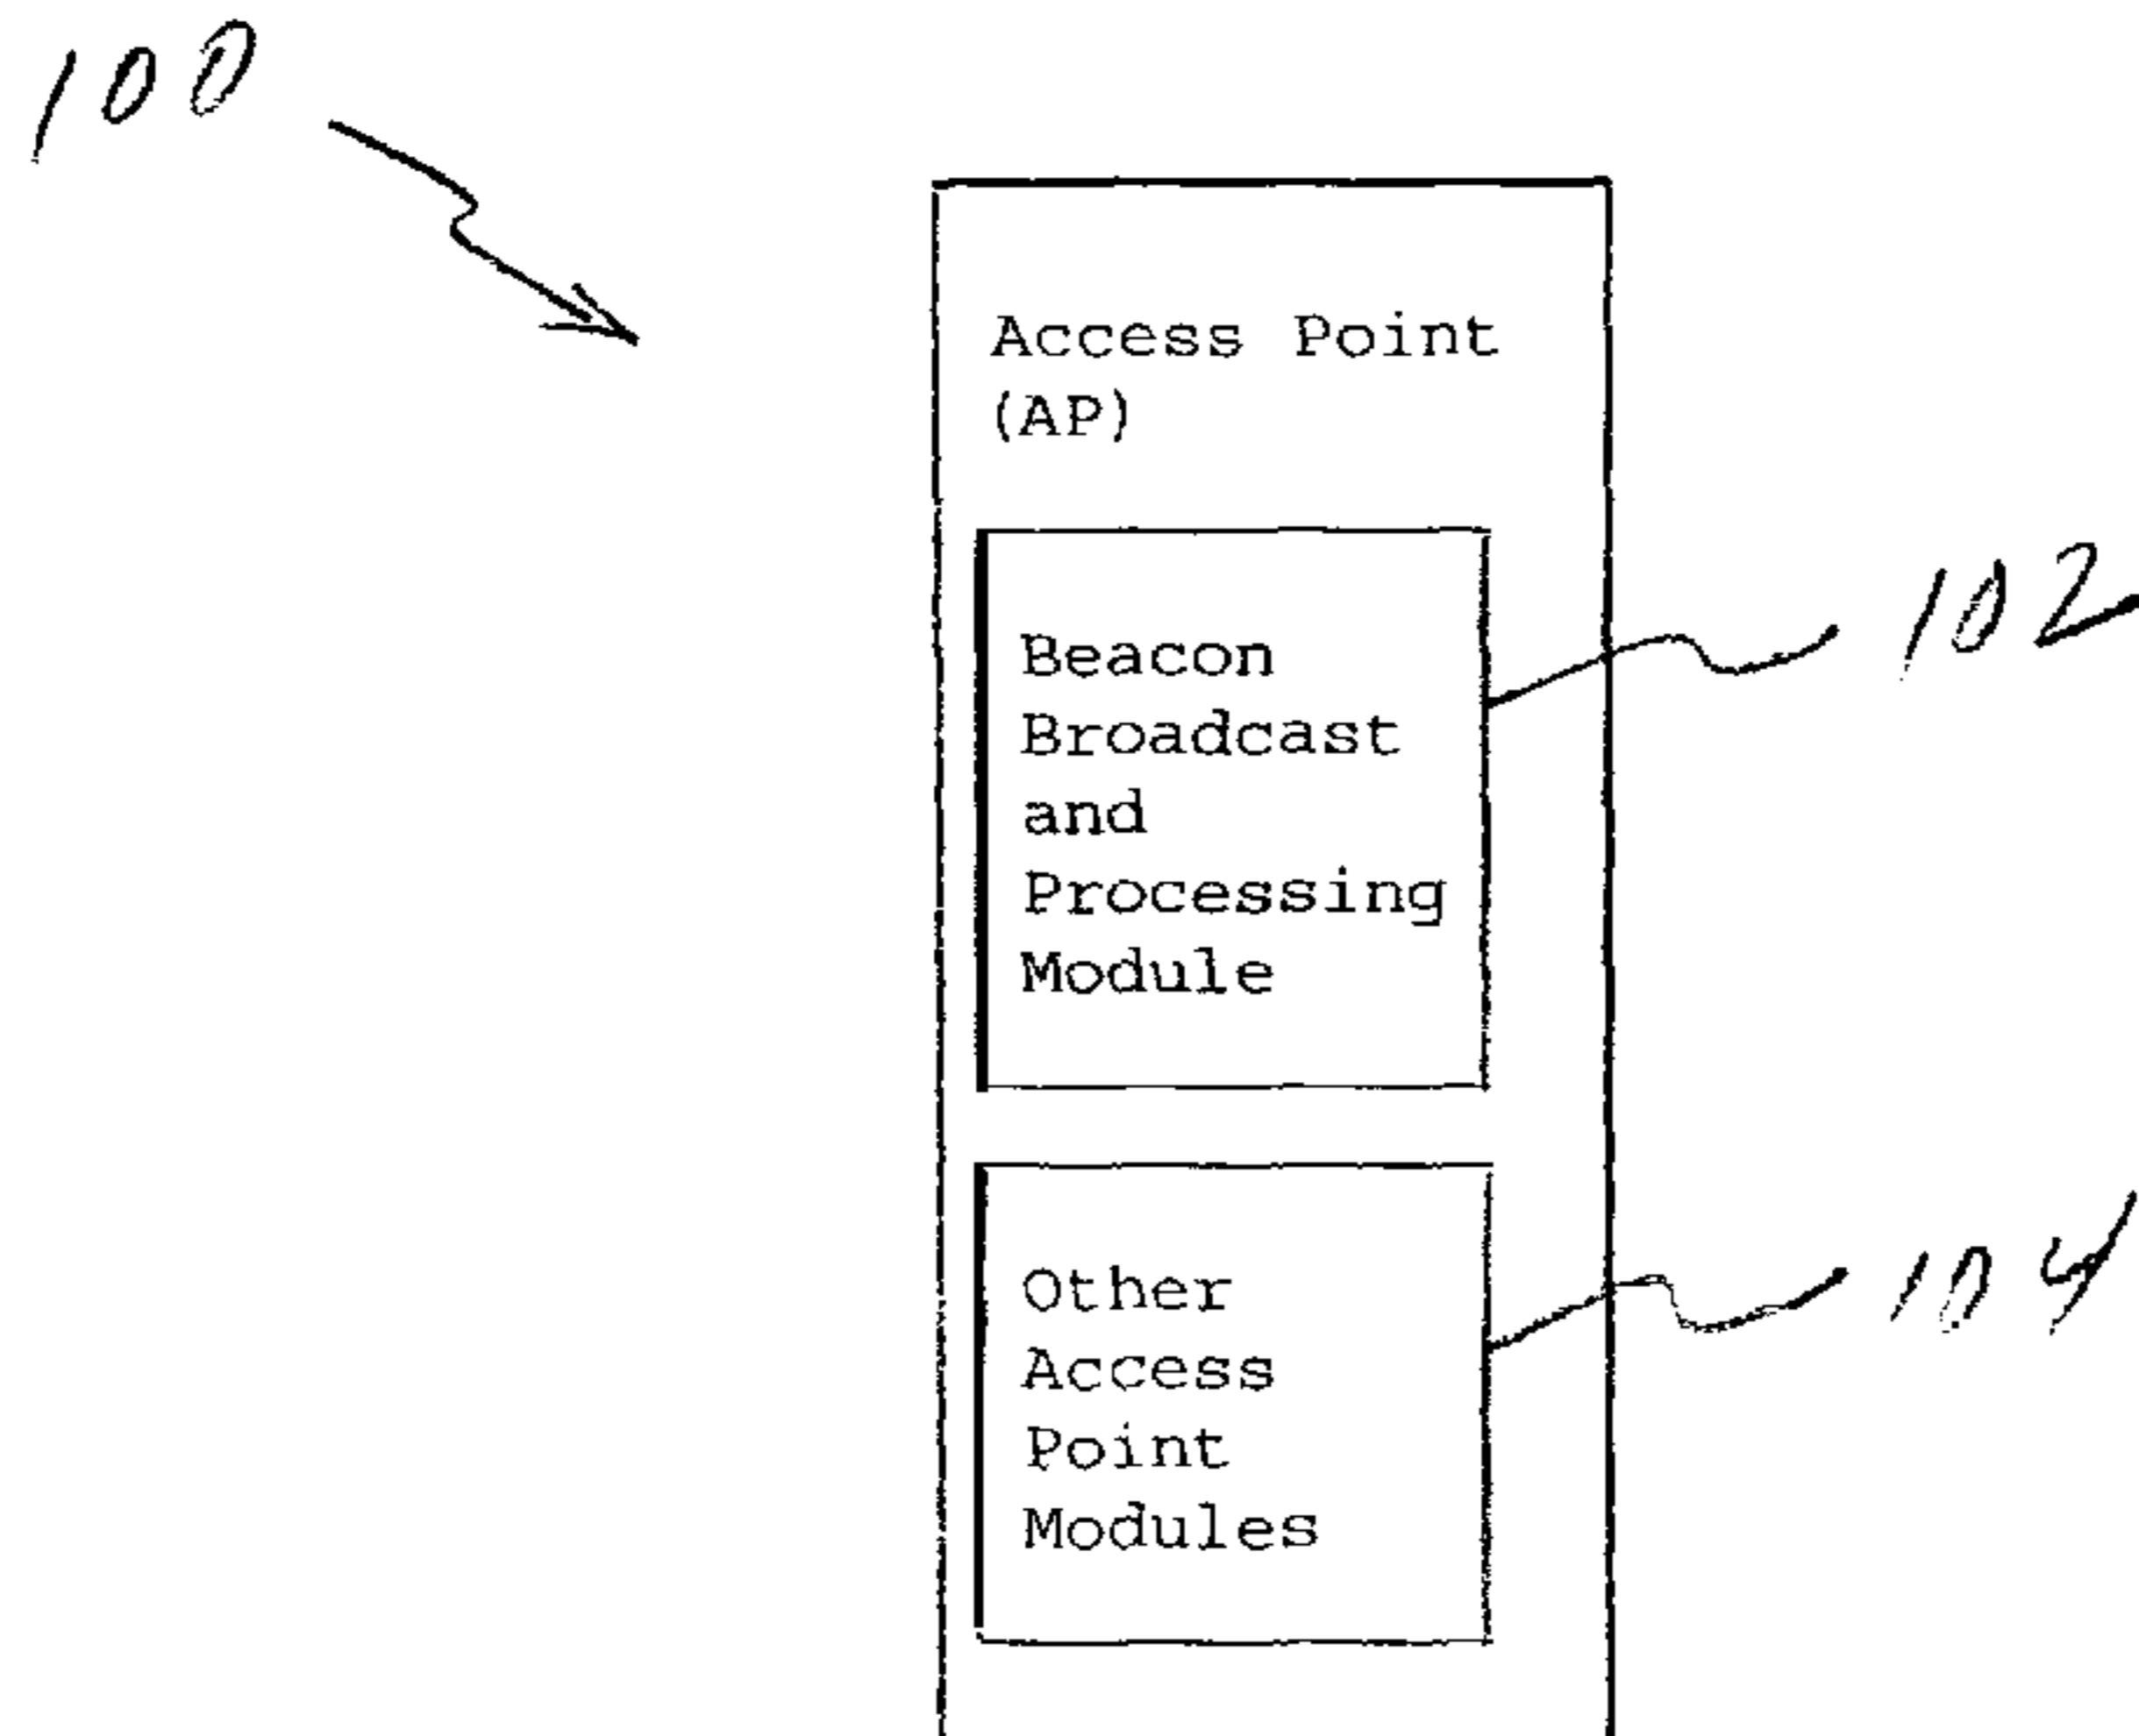 100
Access Point
(AP)
Beacon
Broadcast
and
Processing
Module
102
Other
Access
Point
Modules
104